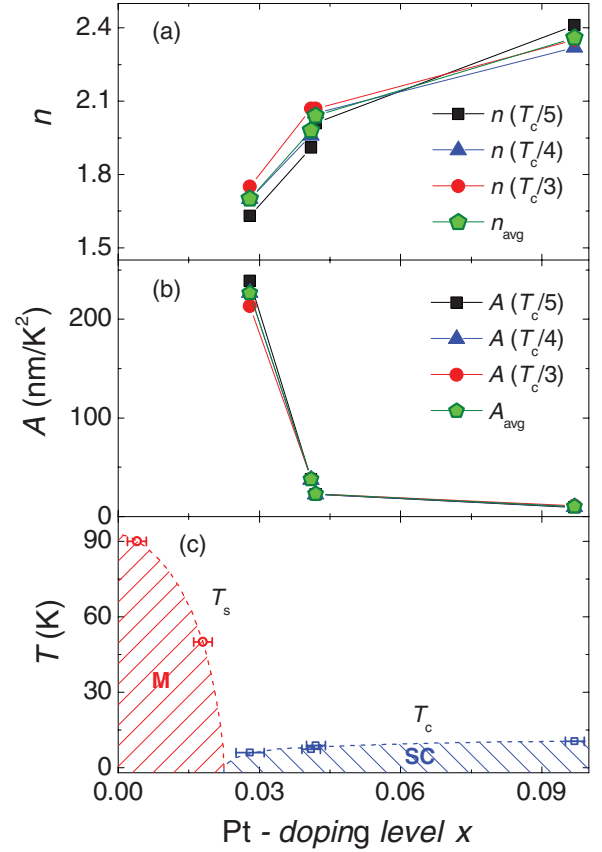 (a)
2.4
2.1
1.8
1.5
n
n (Tc/5)
n (Tc/4)
n (Tc/3)
navg
(b)
200
100
0
A (nm/K²)
A (Tc/5)
A (Tc/4)
A (Tc/3)
Aavg
(c)
90
60
30
0
T (K)
Ts
M
Tc
SC
0.00 0.03 0.06 0.09
Pt - doping level x